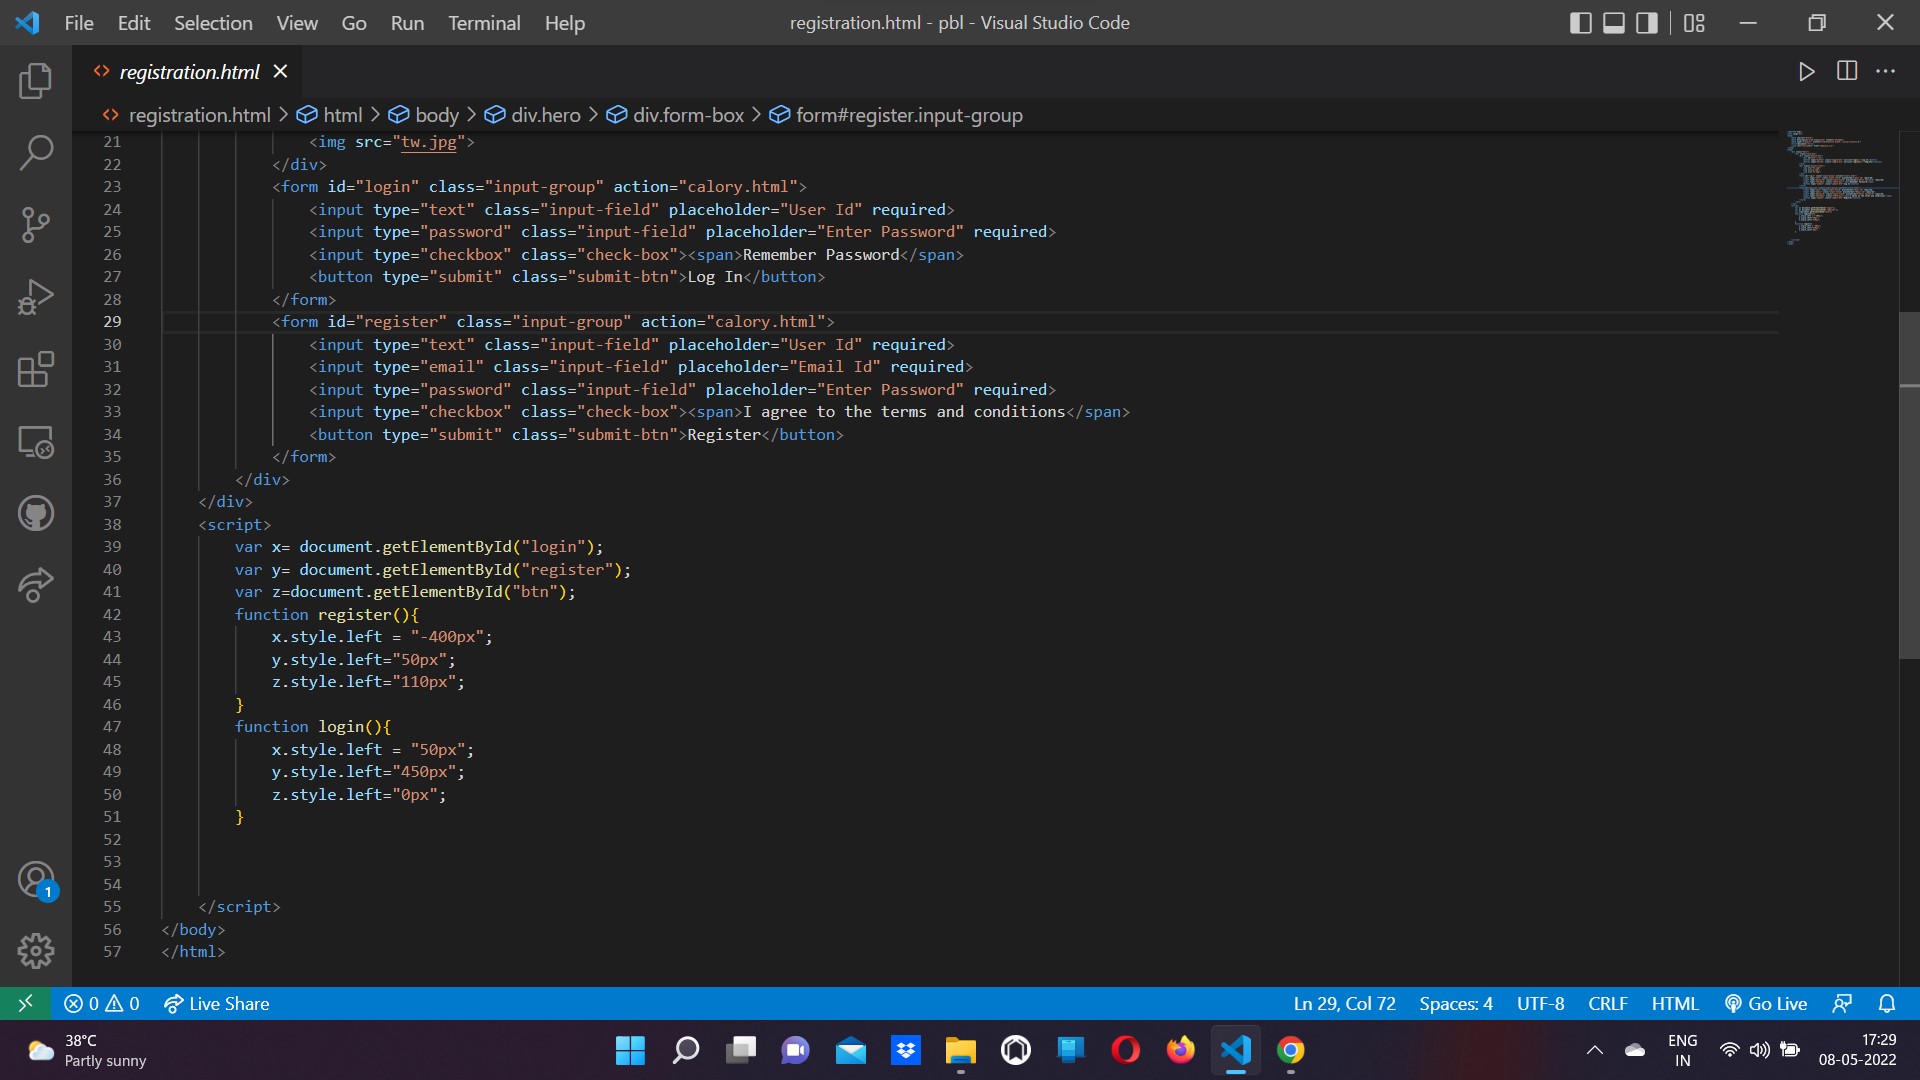 File Edit Selection View Go Run Terminal Help registration.html - pbl - Visual Studio Code
registration.html
registration.html > html > body > div.hero > div.form-box > form#register.input-group
21 <img src="tw.jpg">
22 </div>
23 <form id="login" class="input-group" action="calory.html">
24 <input type="text" class="input-field" placeholder="User Id" required>
25 <input type="password" class="input-field" placeholder="Enter Password" required>
26 <input type="checkbox" class="check-box"><span>Remember Password</span>
27 <button type="submit" class="submit-btn">Log In</button>
28 </form>
29 <form id="register" class="input-group" action="calory.html">
30 <input type="text" class="input-field" placeholder="User Id" required>
31 <input type="email" class="input-field" placeholder="Email Id" required>
32 <input type="password" class="input-field" placeholder="Enter Password" required>
33 <input type="checkbox" class="check-box"><span>I agree to the terms and conditions</span>
34 <button type="submit" class="submit-btn">Register</button>
35 </form>
36 </div>
37 </div>
38 <script>
39 var x= document.getElementById("login");
40 var y= document.getElementById("register");
41 var z=document.getElementById("btn");
42 function register(){
43 x.style.left = "-400px";
44 y.style.left="50px";
45 z.style.left="110px";
46 }
47 function login(){
48 x.style.left = "50px";
49 y.style.left="450px";
50 z.style.left="0px";
51 }
52
53
54
55 </script>
56 </body>
57 </html>
1
0 0 Live Share Ln 29, Col 72 Spaces: 4 UTF-8 CRLF HTML Go Live
38°C
Partly sunny
ENG
IN
17:29
08-05-2022